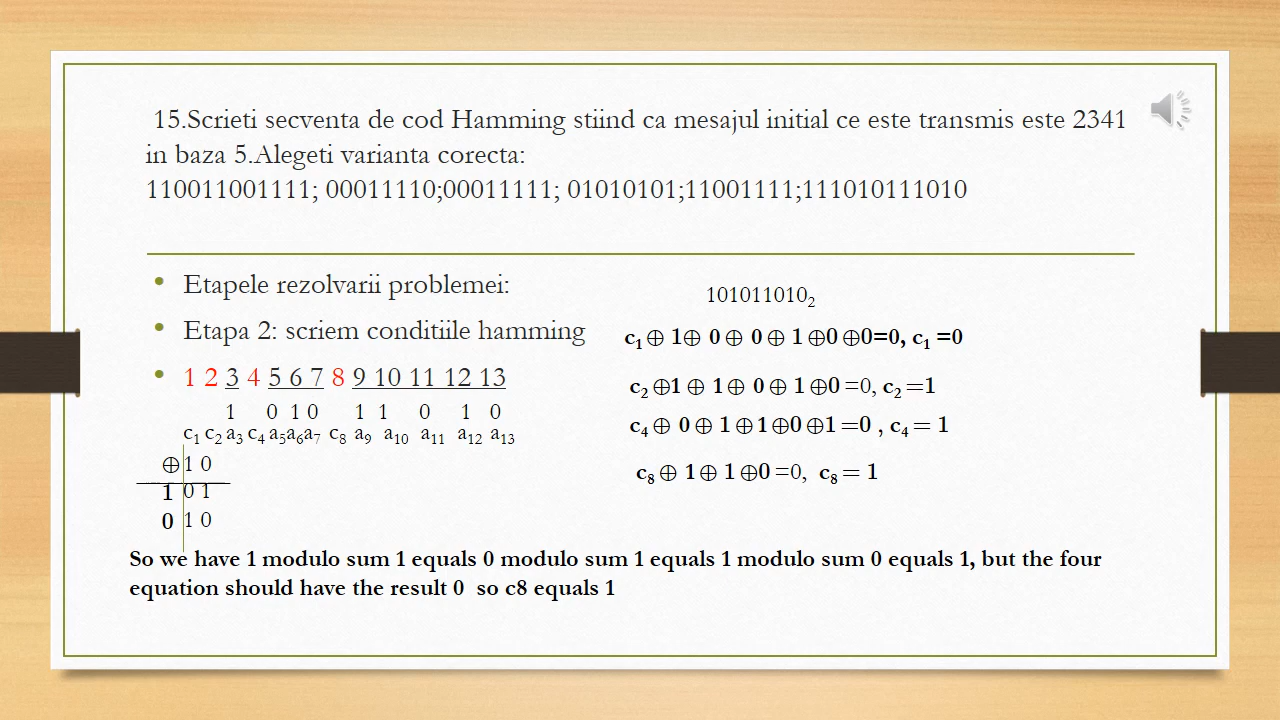 15.Scrieti secventa de cod Hamming stiind ca mesajul initial ce este transmis este 2341
in baza 5.Alegeti varianta corecta:
110011001111; 00011110;00011111; 01010101;11001111;111010111010
• Etapele rezolvarii problemei:
• Etapa 2: scriem conditiile hamming
• 1 2 3 4 5 6 7 8 9 10 11 12 13
1 0 1 0 1 1 0 1 0
c₁ c₂ a₃ c₄ a₅a₆a₇ c₈ a₉ a₁₀ a₁₁ a₁₂ a₁₃
⊕ 1 0
1 0 1
0 1 0
101011010₂
c₁ ⊕ 1⊕ 0 ⊕ 0 ⊕ 1 ⊕0 ⊕0=0, c₁ =0
c₂ ⊕1 ⊕ 1⊕ 0 ⊕ 1 ⊕0 =0, c₂ =1
c₄ ⊕ 0 ⊕ 1 ⊕1 ⊕0 ⊕1 =0 , c₄ = 1
c₈ ⊕ 1⊕ 1 ⊕0 =0, c₈ = 1
So we have 1 modulo sum 1 equals 0 modulo sum 1 equals 1 modulo sum 0 equals 1, but the four
equation should have the result 0 so c8 equals 1